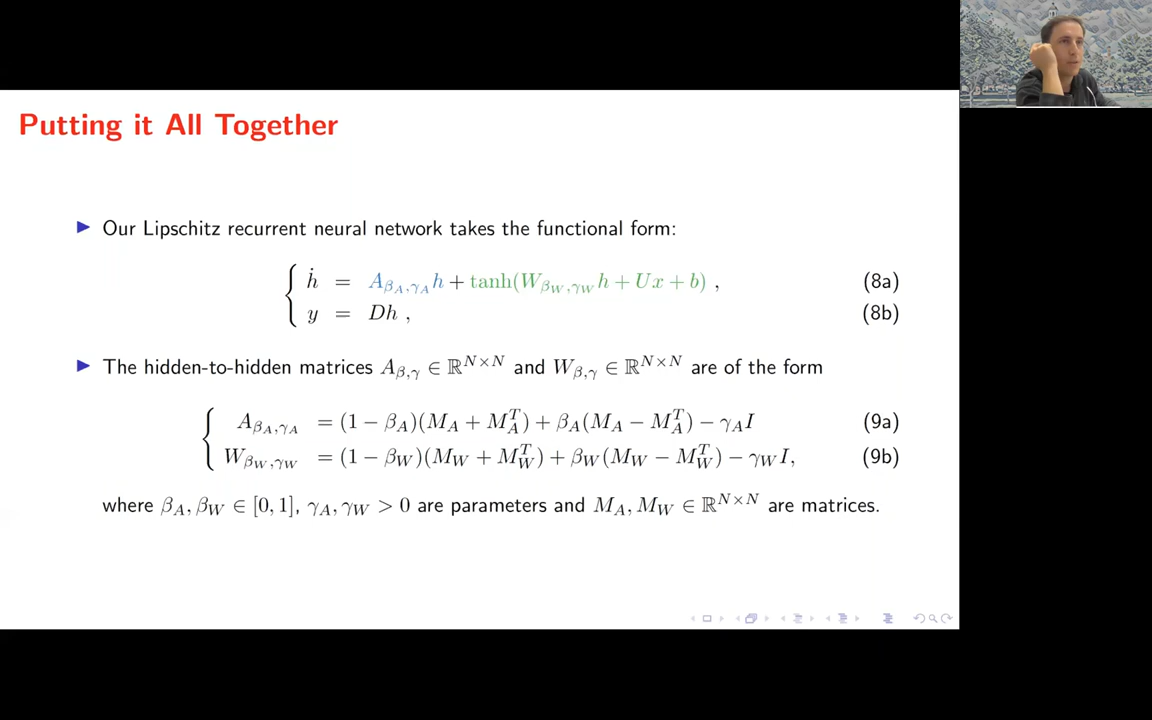 Putting it All Together
▶ Our Lipschitz recurrent neural network takes the functional form:
ḣ = A_{β_A,γ_A} h + tanh(W_{β_W,γ_W} h + Ux + b) , (8a)
y = Dh , (8b)
▶ The hidden-to-hidden matrices A_{β,γ} ∈ ℝ^{N×N} and W_{β,γ} ∈ ℝ^{N×N} are of the form
A_{β_A,γ_A} = (1 − β_A)(M_A + M_A^T) + β_A(M_A − M_A^T) − γ_A I (9a)
W_{β_W,γ_W} = (1 − β_W)(M_W + M_W^T) + β_W(M_W − M_W^T) − γ_W I, (9b)
where β_A, β_W ∈ [0, 1], γ_A, γ_W > 0 are parameters and M_A, M_W ∈ ℝ^{N×N} are matrices.